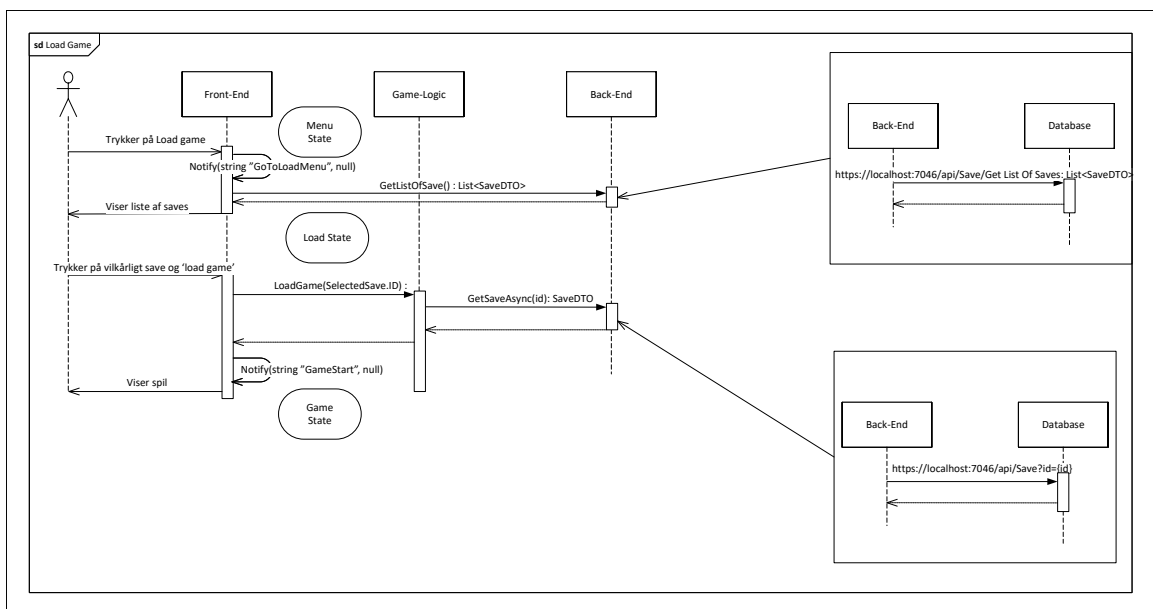 sd Load Game
Front-End
Game-Logic
Back-End
Menu
State
Trykker på Load game
Notify(string "GoToLoadMenu", null)
GetListOfSave() : List<SaveDTO>
Viser liste af saves
Load State
Trykker på vilkårligt save og 'load game'
LoadGame(SelectedSave.ID) :
GetSaveAsync(id): SaveDTO
Notify(string "GameStart", null)
Viser spil
Game
State
Back-End
Database
https://localhost:7046/api/Save/Get List Of Saves: List<SaveDTO>
Back-End
Database
https://localhost:7046/api/Save?id={id}